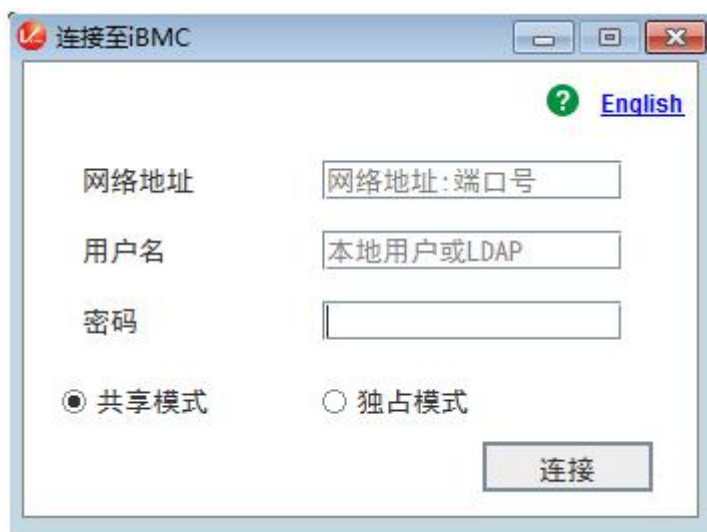 连接至iBMC
English
网络地址 网络地址:端口号
用户名 本地用户或LDAP
密码
共享模式 独占模式
连接